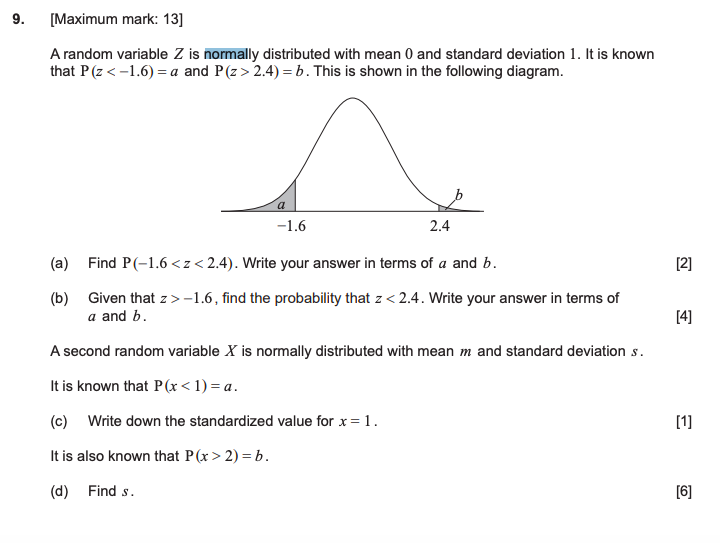 9. [Maximum mark: 13]
A random variable Z is normally distributed with mean 0 and standard deviation 1. It is known
that P(z < −1.6) = a and P(z > 2.4) = b. This is shown in the following diagram.
a
b
−1.6
2.4
(a) Find P(−1.6 < z < 2.4). Write your answer in terms of a and b. [2]
(b) Given that z > −1.6, find the probability that z < 2.4. Write your answer in terms of
a and b. [4]
A second random variable X is normally distributed with mean m and standard deviation s.
It is known that P(x < 1) = a.
(c) Write down the standardized value for x = 1. [1]
It is also known that P(x > 2) = b.
(d) Find s. [6]